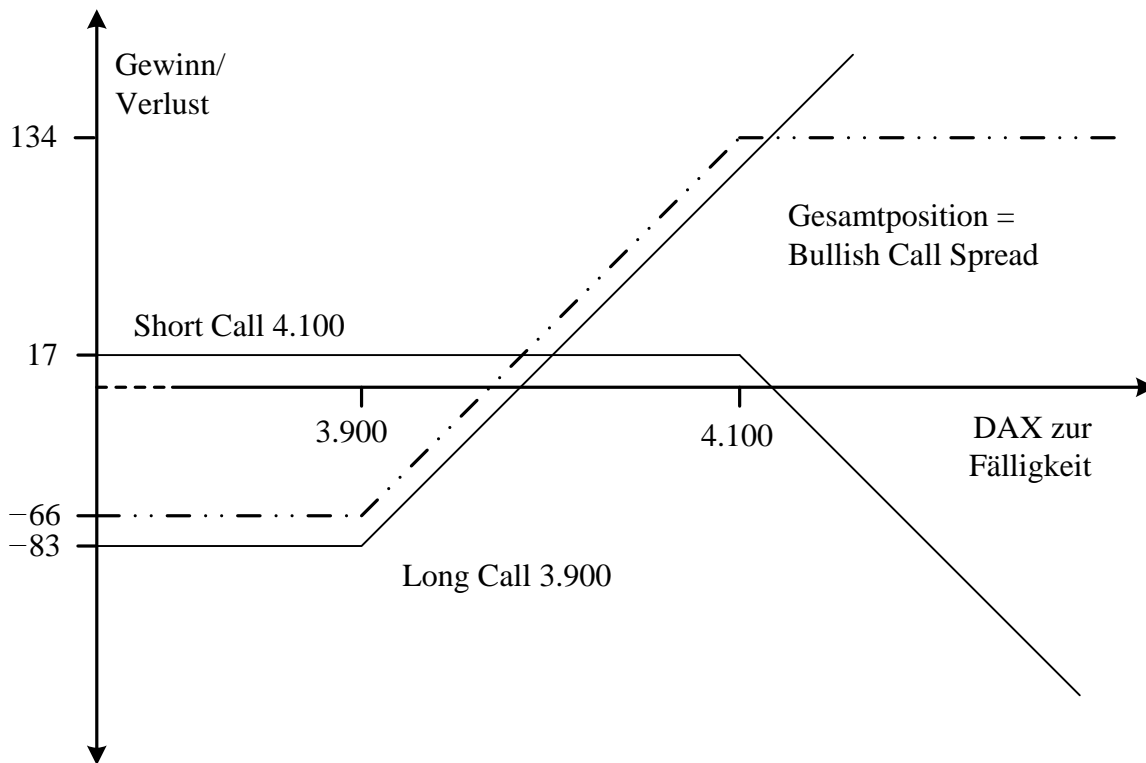 Gewinn/
Verlust
134
Gesamtposition =
Bullish Call Spread
Short Call 4.100
17
3.900
4.100
DAX zur
Fälligkeit
−66
−83
Long Call 3.900